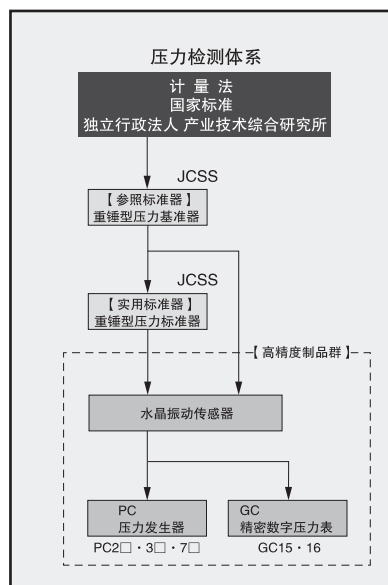 压力检测体系
计 量 法
国家标准
独立行政法人 产业技术综合研究所
JCSS
【 参照标准器 】
重锤型压力基准器
JCSS
【 实用标准器 】
重锤型压力标准器
【 高精度制品群 】
水晶振动传感器
PC
压力发生器
GC
精密数字压力表
PC2□・3□・7□
GC15・16